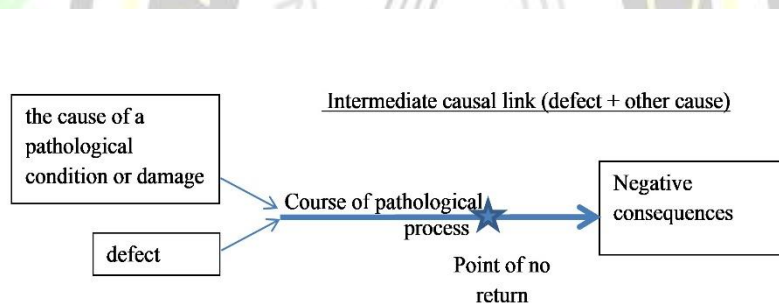 Intermediate causal link (defect + other cause)
the cause of a
pathological
condition or damage
defect
Course of pathological
process
Point of no
return
Negative
consequences